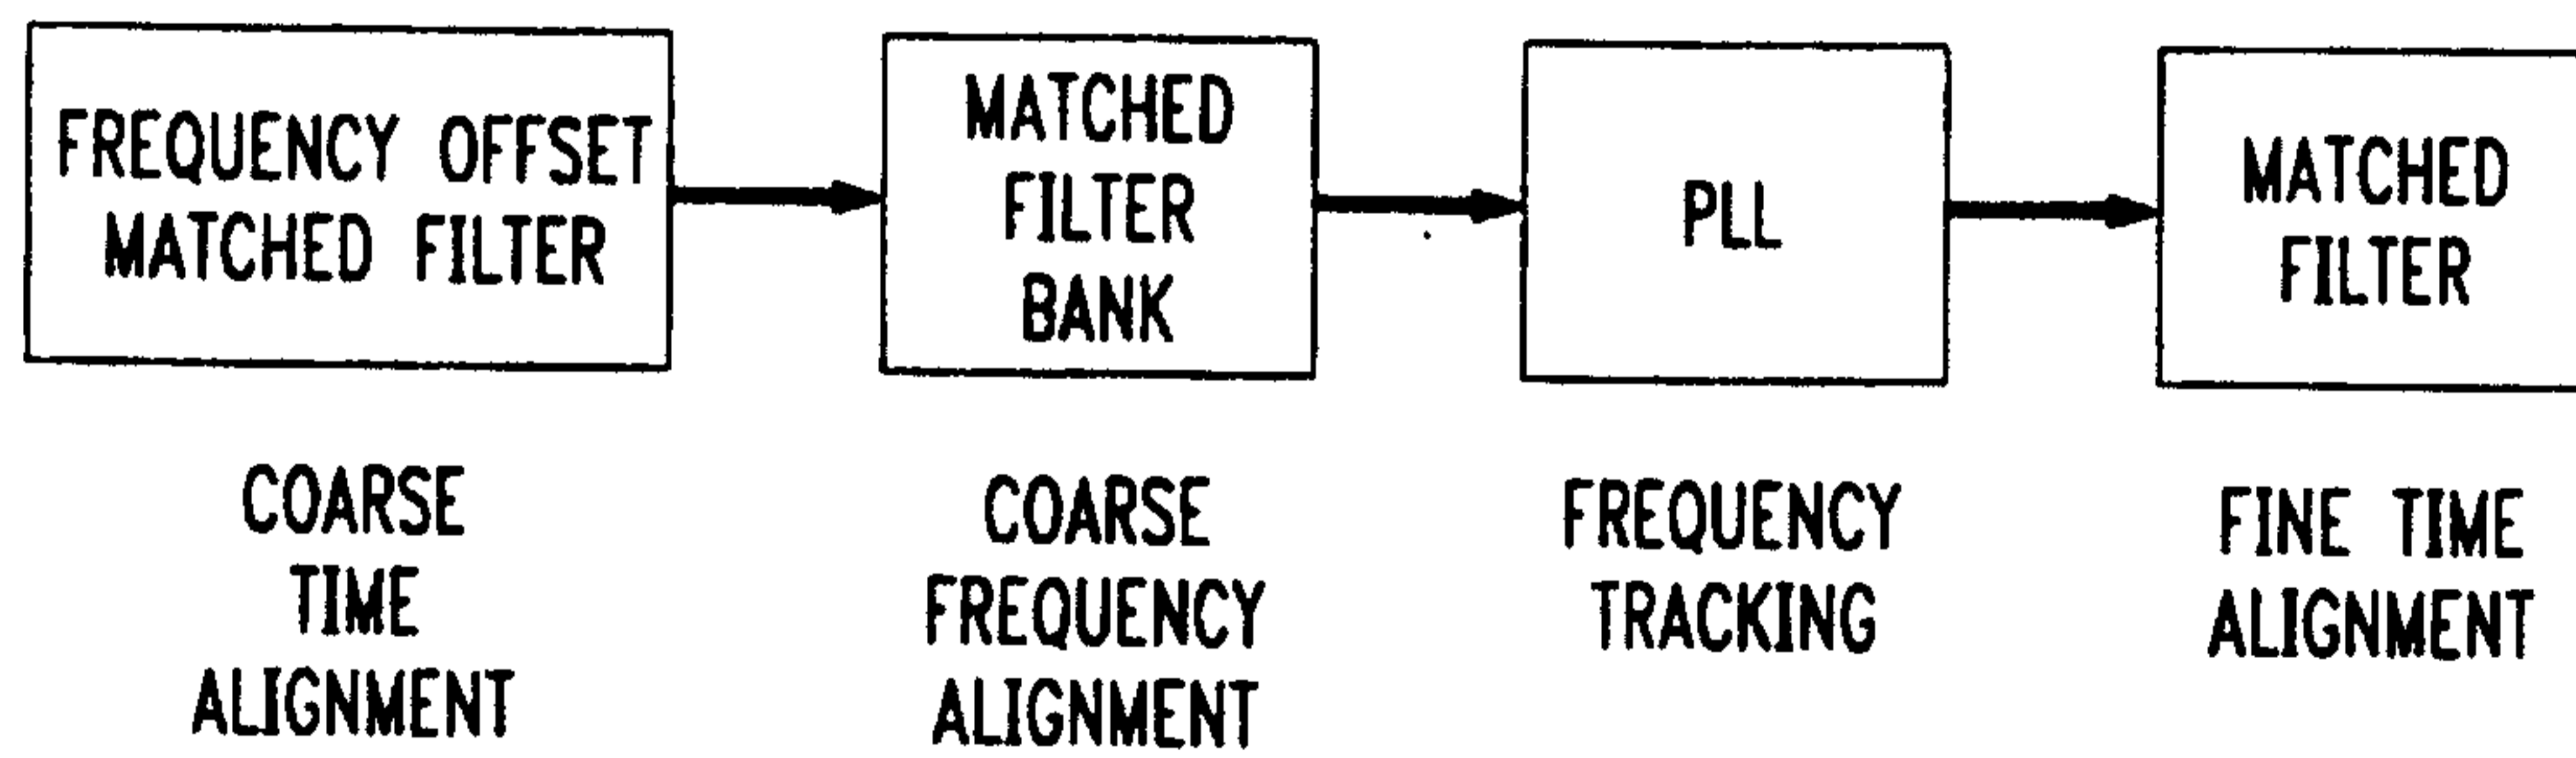 FREQUENCY OFFSET
MATCHED FILTER
MATCHED
FILTER
BANK
PLL
MATCHED
FILTER
COARSE
TIME
ALIGNMENT
COARSE
FREQUENCY
ALIGNMENT
FREQUENCY
TRACKING
FINE TIME
ALIGNMENT